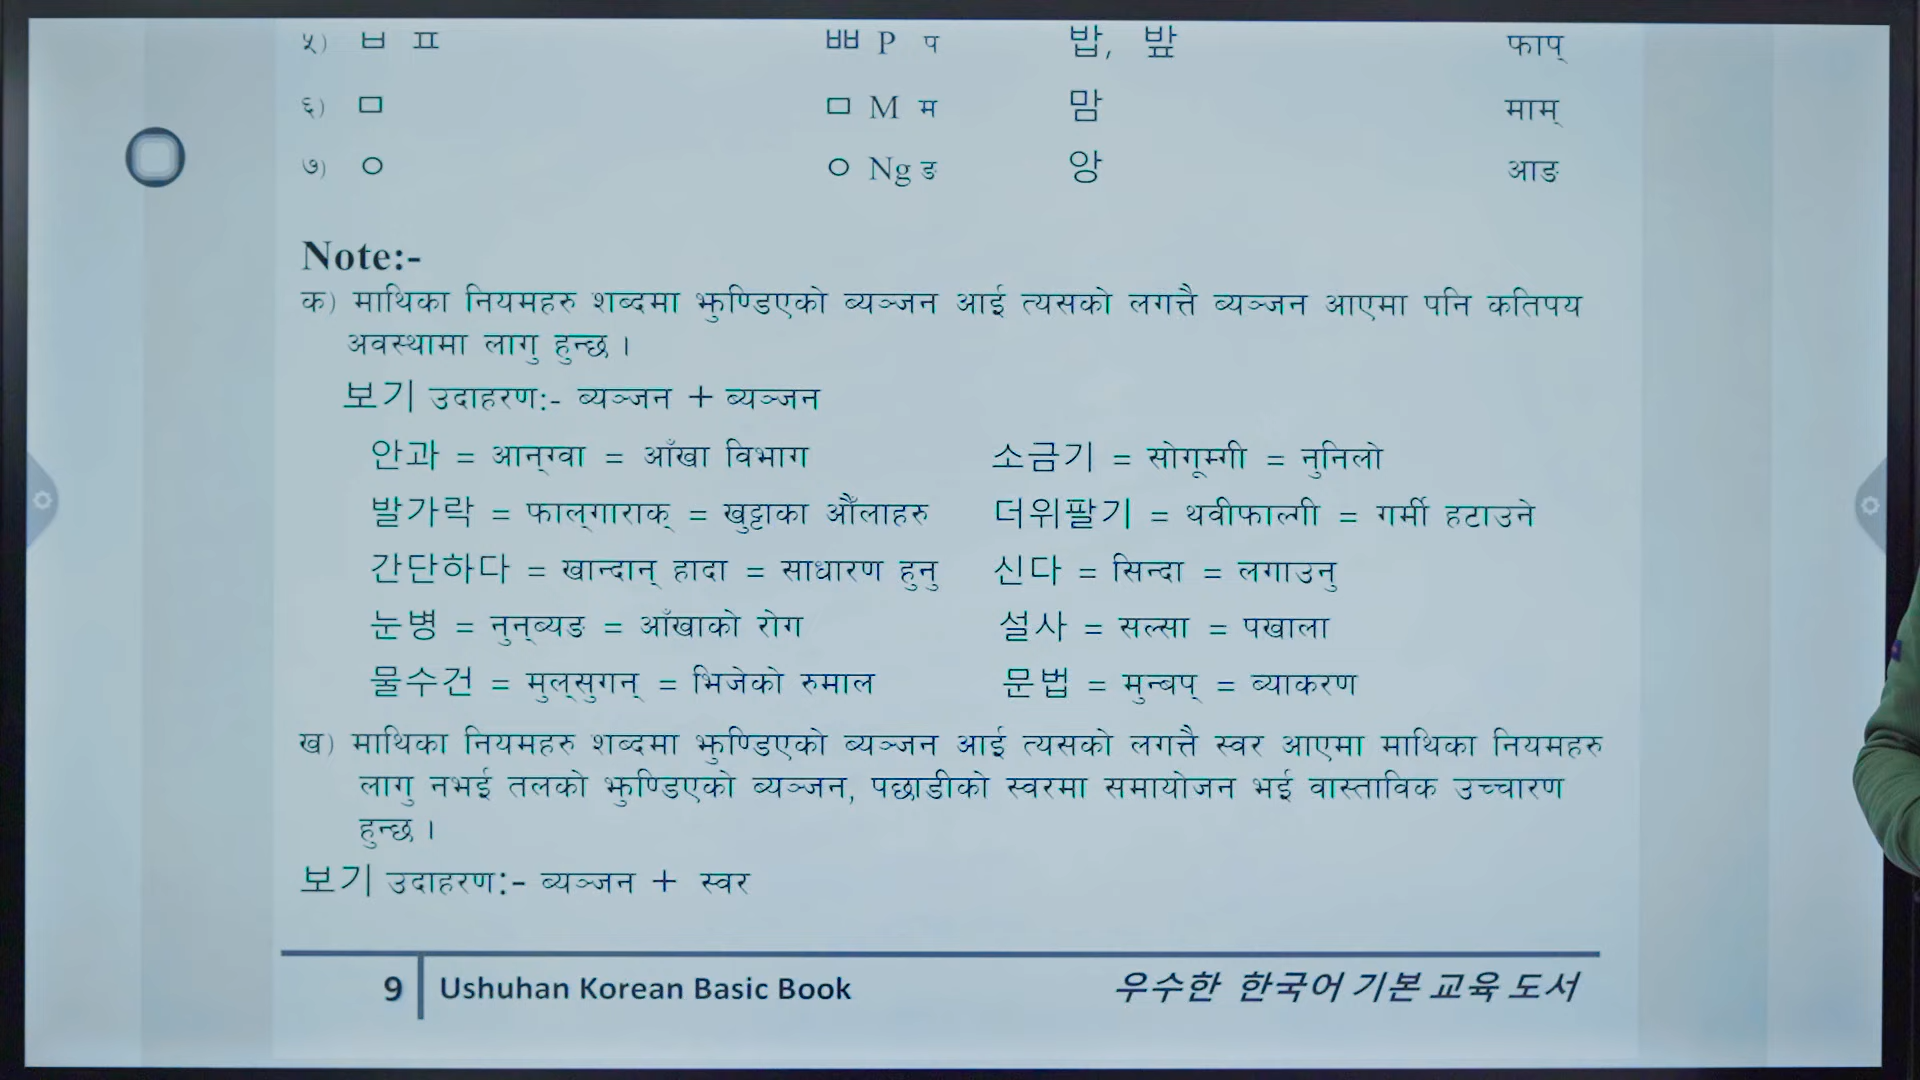 ५) ㅂ ㅍ ㅃ P प 밥, 밮 फाप्
६) ㅁ ㅁ M म 맘 माम्
७) ㅇ ㅇ Ng ङ 앙 आङ
Note:-
क) माथिका नियमहरु शब्दमा झुण्डिएको ब्यञ्जन आई त्यसको लगत्तै ब्यञ्जन आएमा पनि कतिपय
अवस्थामा लागु हुन्छ ।
보기 उदाहरण:- ब्यञ्जन + ब्यञ्जन
안과 = आन्ग्वा = आँखा विभाग 소금기 = सोगूम्गी = नुनिलो
발가락 = फाल्गाराक् = खुट्टाका औँलाहरु 더위팔기 = थवीफाल्गी = गर्मी हटाउने
간단하다 = खान्दान् हादा = साधारण हुनु 신다 = सिन्दा = लगाउनु
눈병 = नुन्ब्यङ = आँखाको रोग 설사 = सल्सा = पखाला
물수건 = मुल्सुगन् = भिजेको रुमाल 문법 = मुन्बप् = ब्याकरण
ख) माथिका नियमहरु शब्दमा झुण्डिएको ब्यञ्जन आई त्यसको लगत्तै स्वर आएमा माथिका नियमहरु
लागु नभई तलको झुण्डिएको ब्यञ्जन, पछाडीको स्वरमा समायोजन भई वास्ताविक उच्चारण
हुन्छ ।
보기 उदाहरण:- ब्यञ्जन + स्वर
9 Ushuhan Korean Basic Book 우수한 한국어 기본 교육 도서